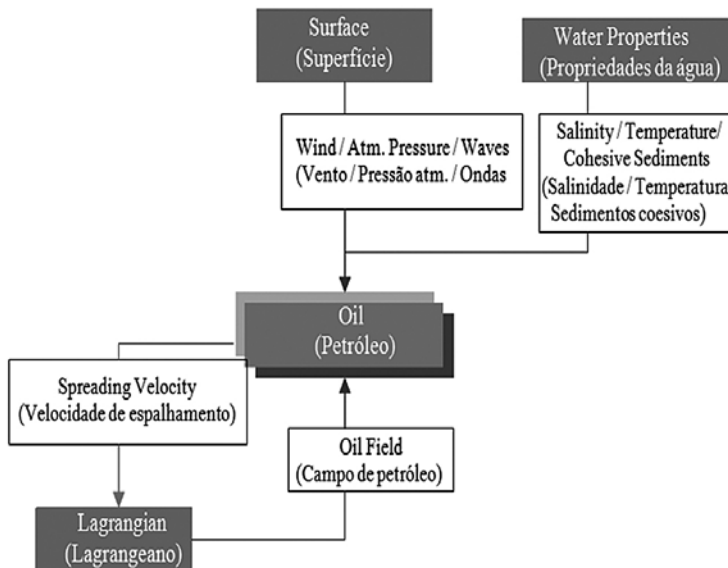 Surface
(Superfície)
Water Properties
(Propriedades da água)
Wind / Atm. Pressure / Waves
(Vento / Pressão atm. / Ondas
Salinity / Temperature/
Cohesive Sediments
(Salinidade / Temperatura
Sedimentos coesivos)
Oil
(Petróleo)
Spreading Velocity
(Velocidade de espalhamento)
Oil Field
(Campo de petróleo)
Lagrangian
(Lagrangeano)